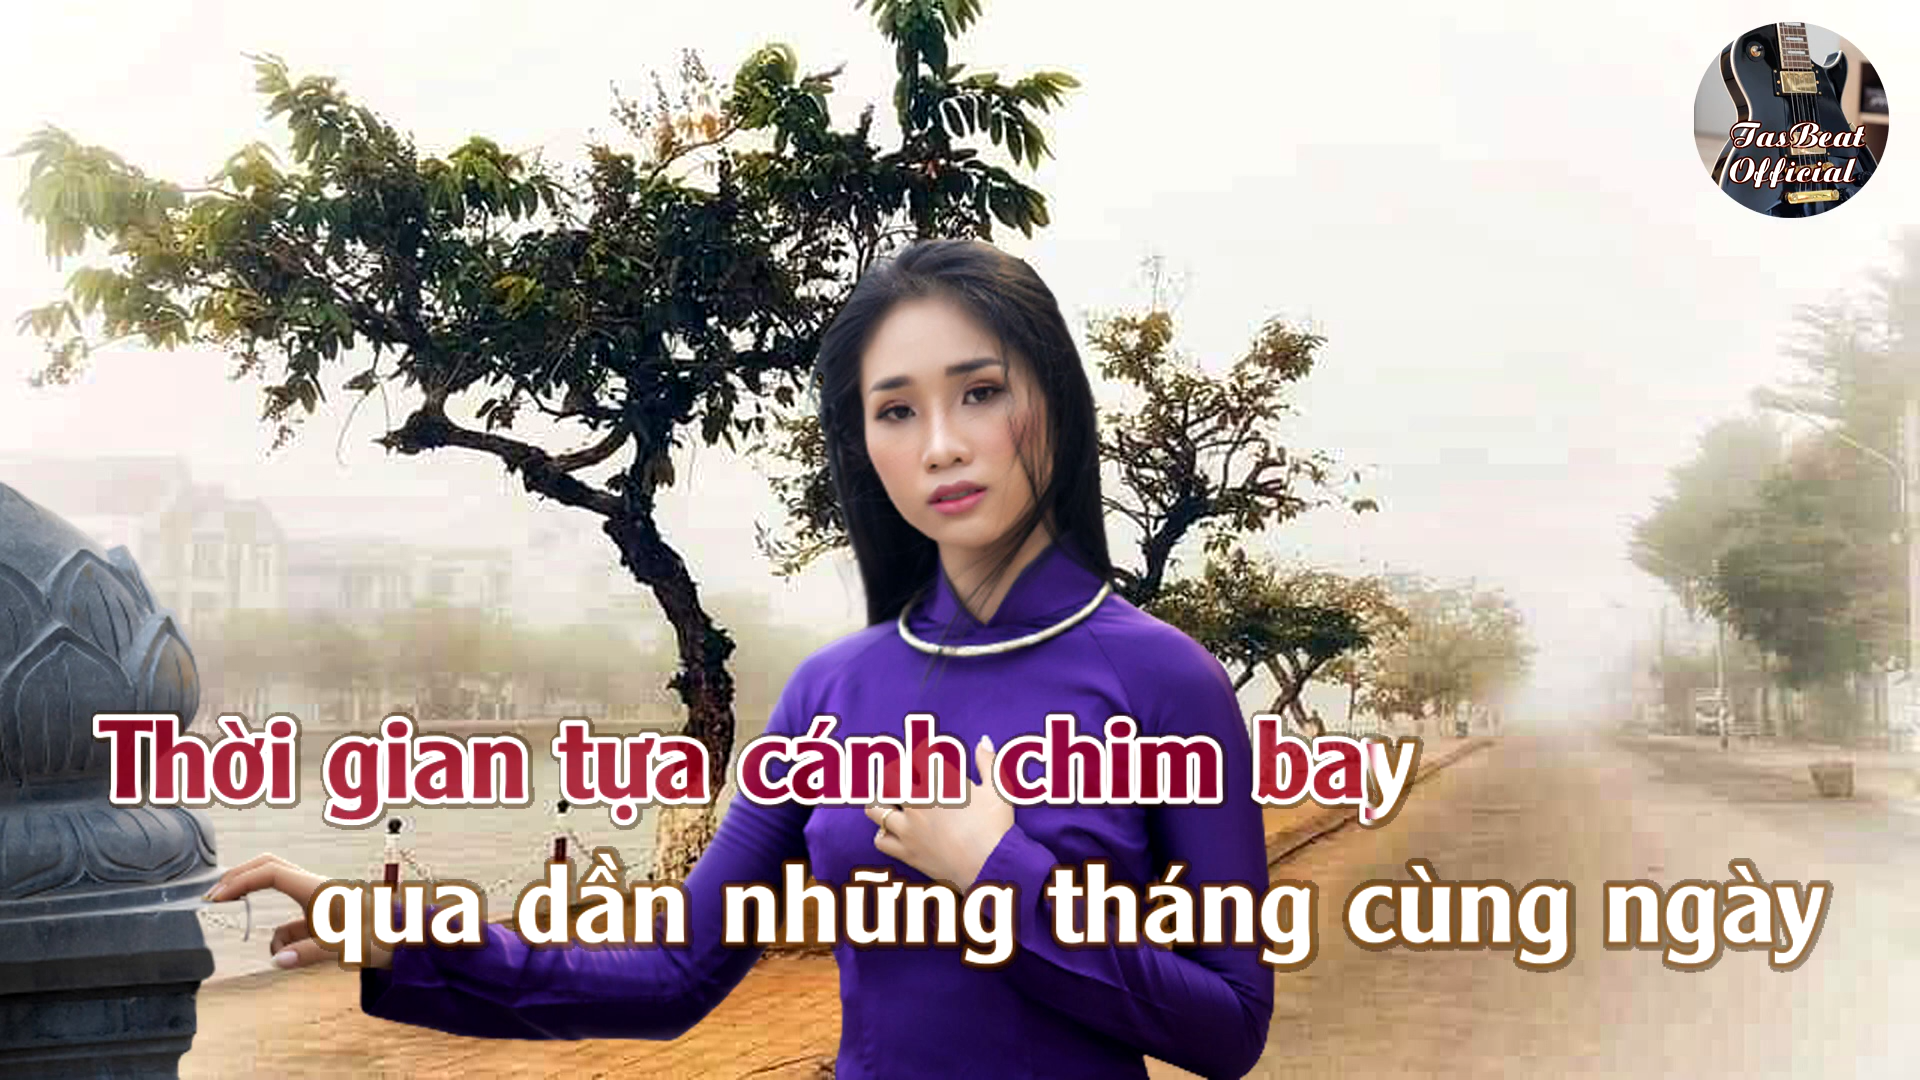 TasBeat
Official
Thời gian tựa cánh chim bay
qua dần những tháng cùng ngày